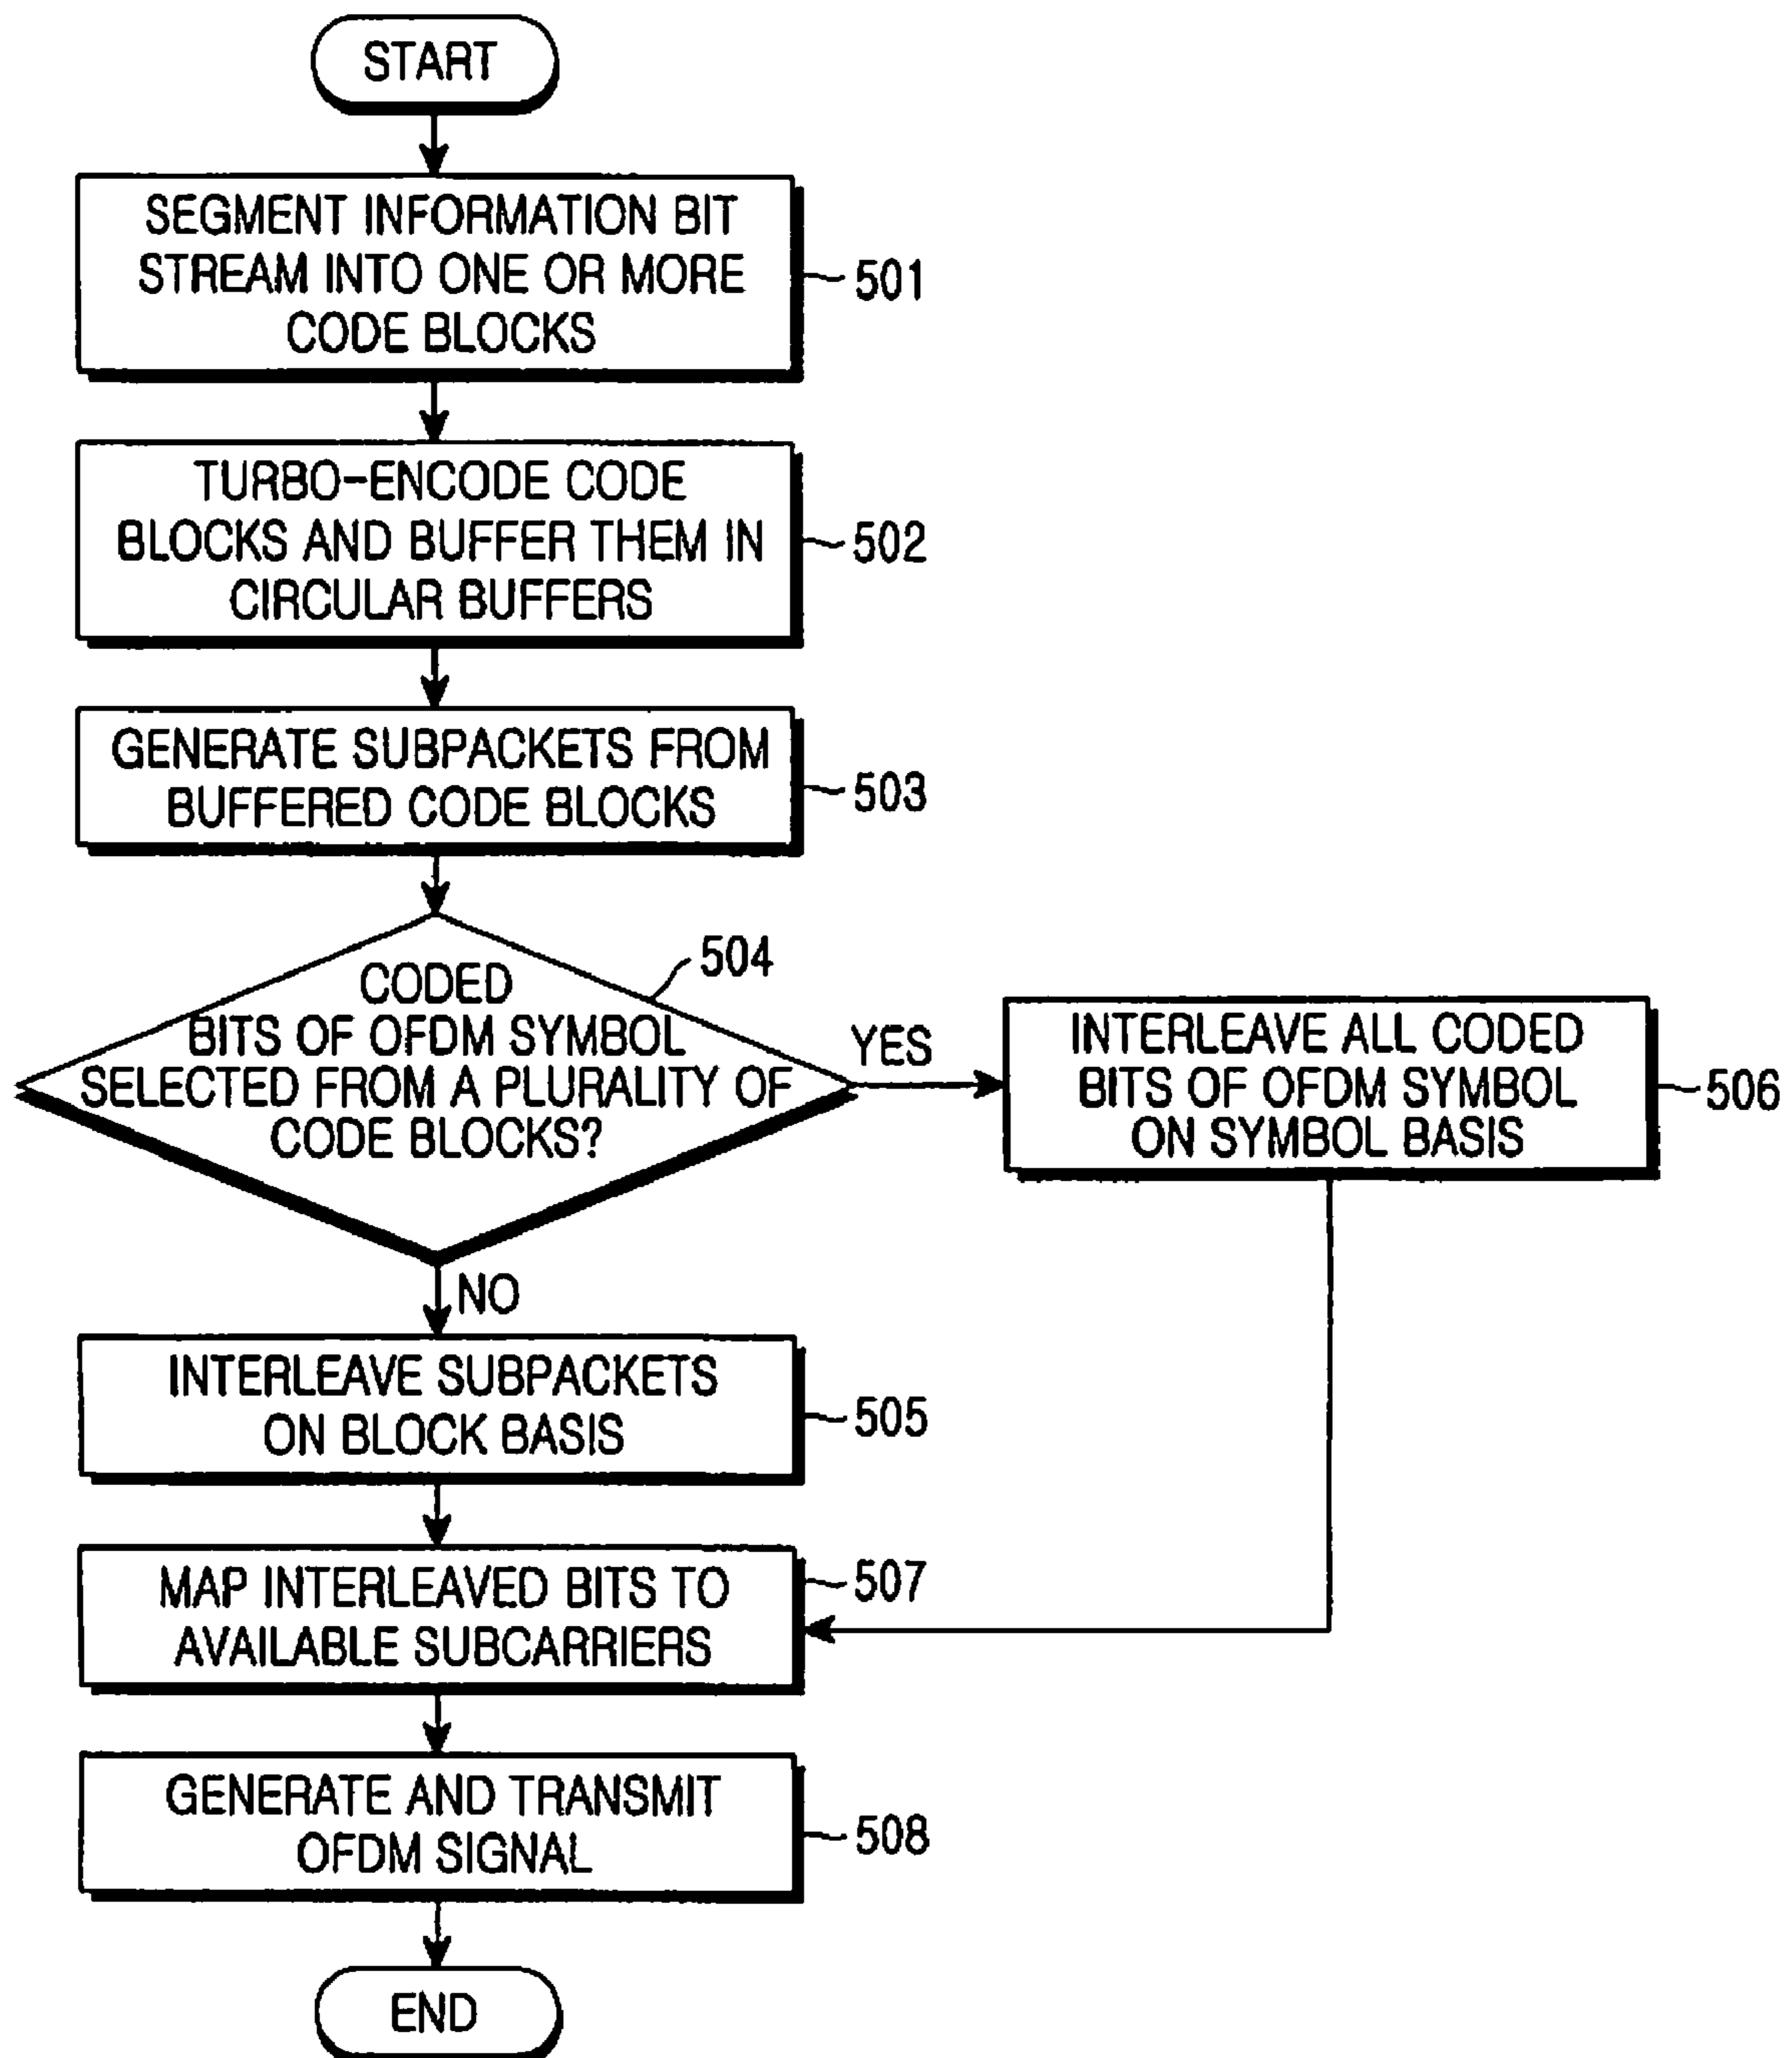 START
SEGMENT INFORMATION BIT
STREAM INTO ONE OR MORE
CODE BLOCKS
501
TURBO-ENCODE CODE
BLOCKS AND BUFFER THEM IN
CIRCULAR BUFFERS
502
GENERATE SUBPACKETS FROM
BUFFERED CODE BLOCKS
503
504
CODED
BITS OF OFDM SYMBOL
SELECTED FROM A PLURALITY OF
CODE BLOCKS?
YES
INTERLEAVE ALL CODED
BITS OF OFDM SYMBOL
ON SYMBOL BASIS
506
NO
INTERLEAVE SUBPACKETS
ON BLOCK BASIS
505
MAP INTERLEAVED BITS TO
AVAILABLE SUBCARRIERS
507
GENERATE AND TRANSMIT
OFDM SIGNAL
508
END